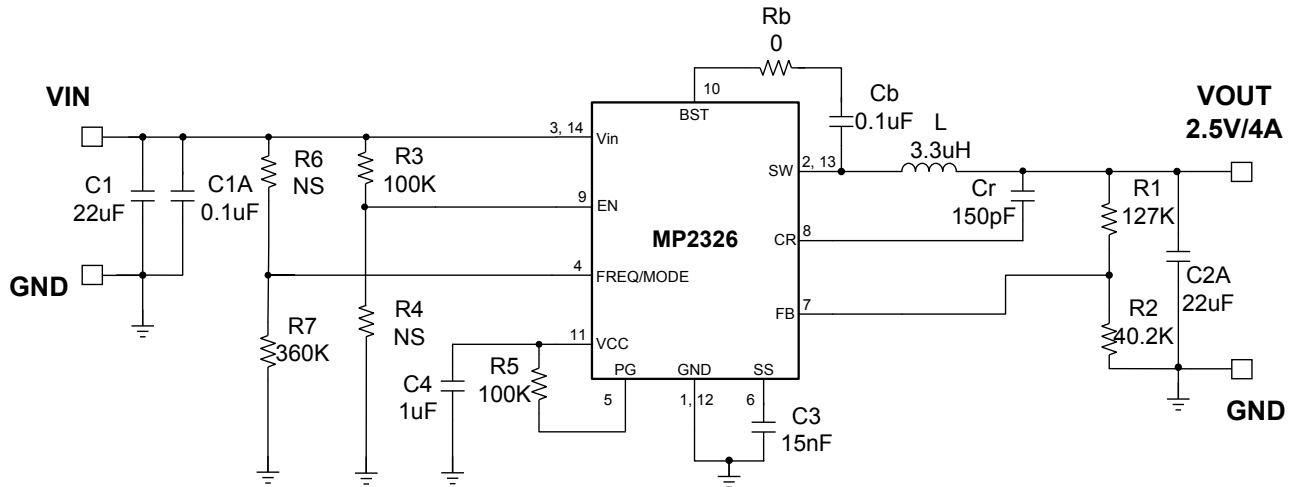 Rb
0
10
BST
Cb
0.1uF
VIN
VOUT
2.5V/4A
3, 14
Vin
L
3.3uH
R6
NS
R3
100K
SW
2, 13
C1
22uF
C1A
0.1uF
Cr
150pF
R1
127K
9
EN
MP2326
CR
8
4
FREQ/MODE
GND
C2A
22uF
R4
NS
FB
7
R2
40.2K
R7
360K
11
VCC
R5
100K
PG
GND
SS
C4
1uF
5
1, 12
6
C3
15nF
GND